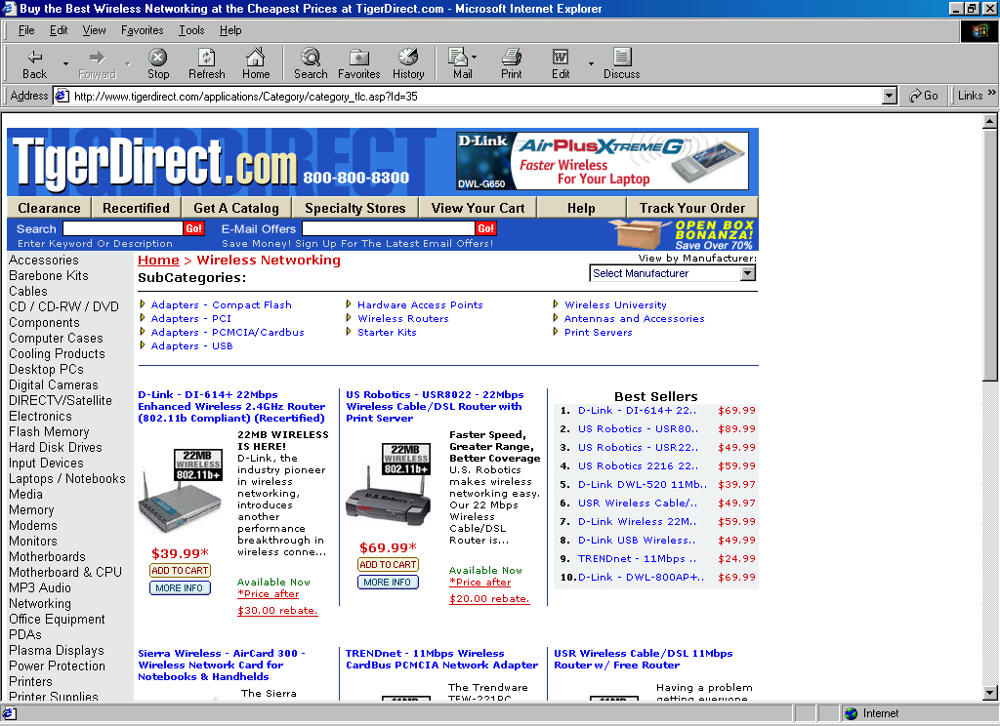 Buy the Best Wireless Networking at the Cheapest Prices at TigerDirect.com - Microsoft Internet Explorer
File Edit View Favorites Tools Help
Back Forward Stop Refresh Home Search Favorites History Mail Print Edit Discuss
Address http://www.tigerdirect.com/applications/Category/category_tlc.asp?Id=35 Go Links »
TigerDirect.com 800-800-8300
D-Link AirPlusXtremeG
Faster Wireless
For Your Laptop
DWL-G650
Clearance Recertified Get A Catalog Specialty Stores View Your Cart Help Track Your Order
Search Go! E-Mail Offers Go!
Enter Keyword Or Description Save Money! Sign Up For The Latest Email Offers!
OPEN BOX
BONANZA!
Save Over 70%
Accessories
Barebone Kits
Cables
CD / CD-RW / DVD
Components
Computer Cases
Cooling Products
Desktop PCs
Digital Cameras
DIRECTV/Satellite
Electronics
Flash Memory
Hard Disk Drives
Input Devices
Laptops / Notebooks
Media
Memory
Modems
Monitors
Motherboards
Motherboard & CPU
MP3 Audio
Networking
Office Equipment
PDAs
Plasma Displays
Power Protection
Printers
Printer Supplies
Home > Wireless Networking
SubCategories:
View by Manufacturer:
Select Manufacturer
Adapters - Compact Flash
Adapters - PCI
Adapters - PCMCIA/Cardbus
Adapters - USB
Hardware Access Points
Wireless Routers
Starter Kits
Wireless University
Antennas and Accessories
Print Servers
D-Link - DI-614+ 22Mbps
Enhanced Wireless 2.4GHz Router
(802.11b Compliant) (Recertified)
22MB
WIRELESS
802.11b+
$39.99*
ADD TO CART
MORE INFO
22MB WIRELESS
IS HERE!
D-Link, the
industry pioneer
in wireless
networking,
introduces
another
performance
breakthrough in
wireless conne...
Available Now
*Price after
$30.00 rebate.
US Robotics - USR8022 - 22Mbps
Wireless Cable/DSL Router with
Print Server
22MB
WIRELESS
802.11b+
U.S. Robotics
$69.99*
ADD TO CART
MORE INFO
Faster Speed,
Greater Range,
Better Coverage
U.S. Robotics
makes wireless
networking easy.
Our 22 Mbps
Wireless
Cable/DSL
Router is...
Available Now
*Price after
$20.00 rebate.
Best Sellers
1. D-Link - DI-614+ 22.. $69.99
2. US Robotics - USR80.. $89.99
3. US Robotics - USR22.. $49.99
4. US Robotics 2216 22.. $59.99
5. D-Link DWL-520 11Mb.. $39.97
6. USR Wireless Cable/.. $49.97
7. D-Link Wireless 22M.. $59.99
8. D-Link USB Wireless.. $49.99
9. TRENDnet - 11Mbps .. $24.99
10. D-Link - DWL-800AP+.. $69.99
Sierra Wireless - AirCard 300 -
Wireless Network Card for
Notebooks & Handhelds
The Sierra
TRENDnet - 11Mbps Wireless
CardBus PCMCIA Network Adapter
The Trendware
TEW-221PC
USR Wireless Cable/DSL 11Mbps
Router w/ Free Router
Having a problem
getting everyone
Internet